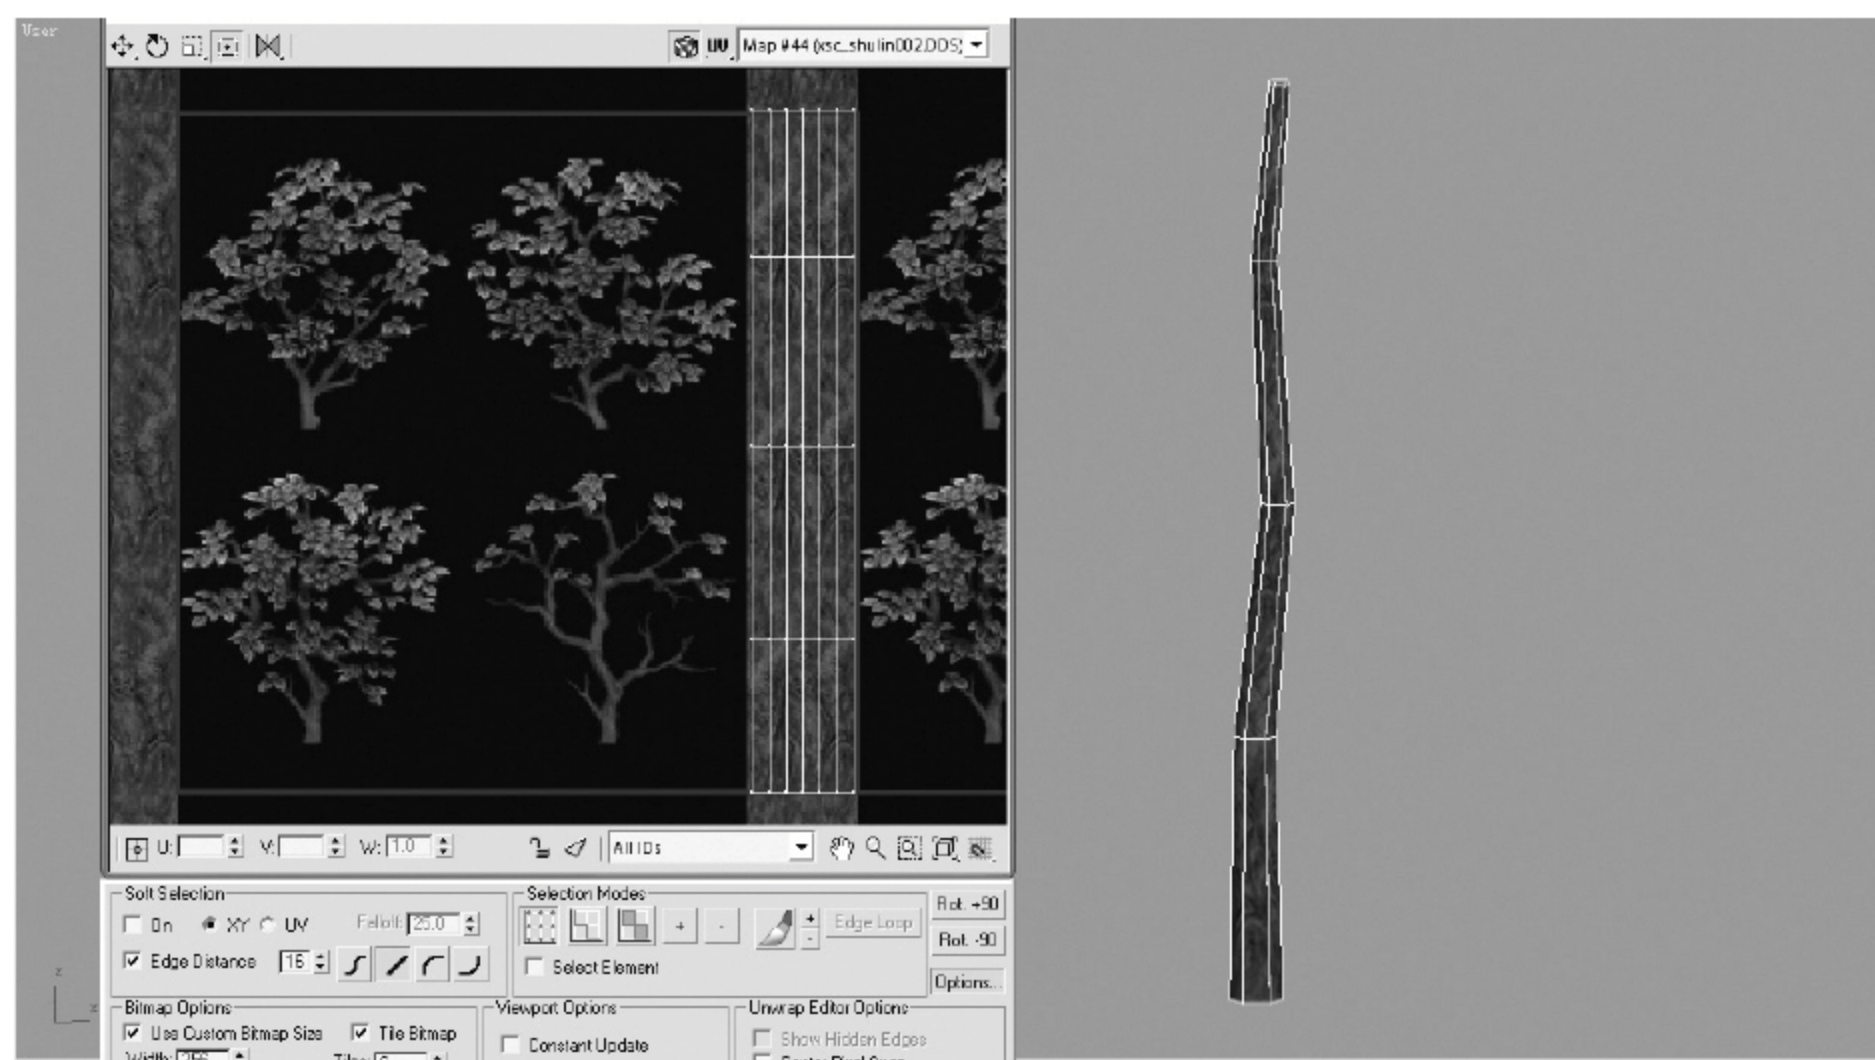 User
UV Map #44 (xsc_shulin002.DDS)
U: V: W: 1.0 All IDs
Soft Selection
On XY UV Falloff: 25.0
Edge Distance 16
Selection Modes
+ - + - Edge Loop
Select Element
Rot. +90
Rot. -90
Options...
Bitmap Options
Use Custom Bitmap Size Tile Bitmap
Width: 256
Viewport Options
Constant Update
Unwrap Editor Options
Show Hidden Edges
z
x